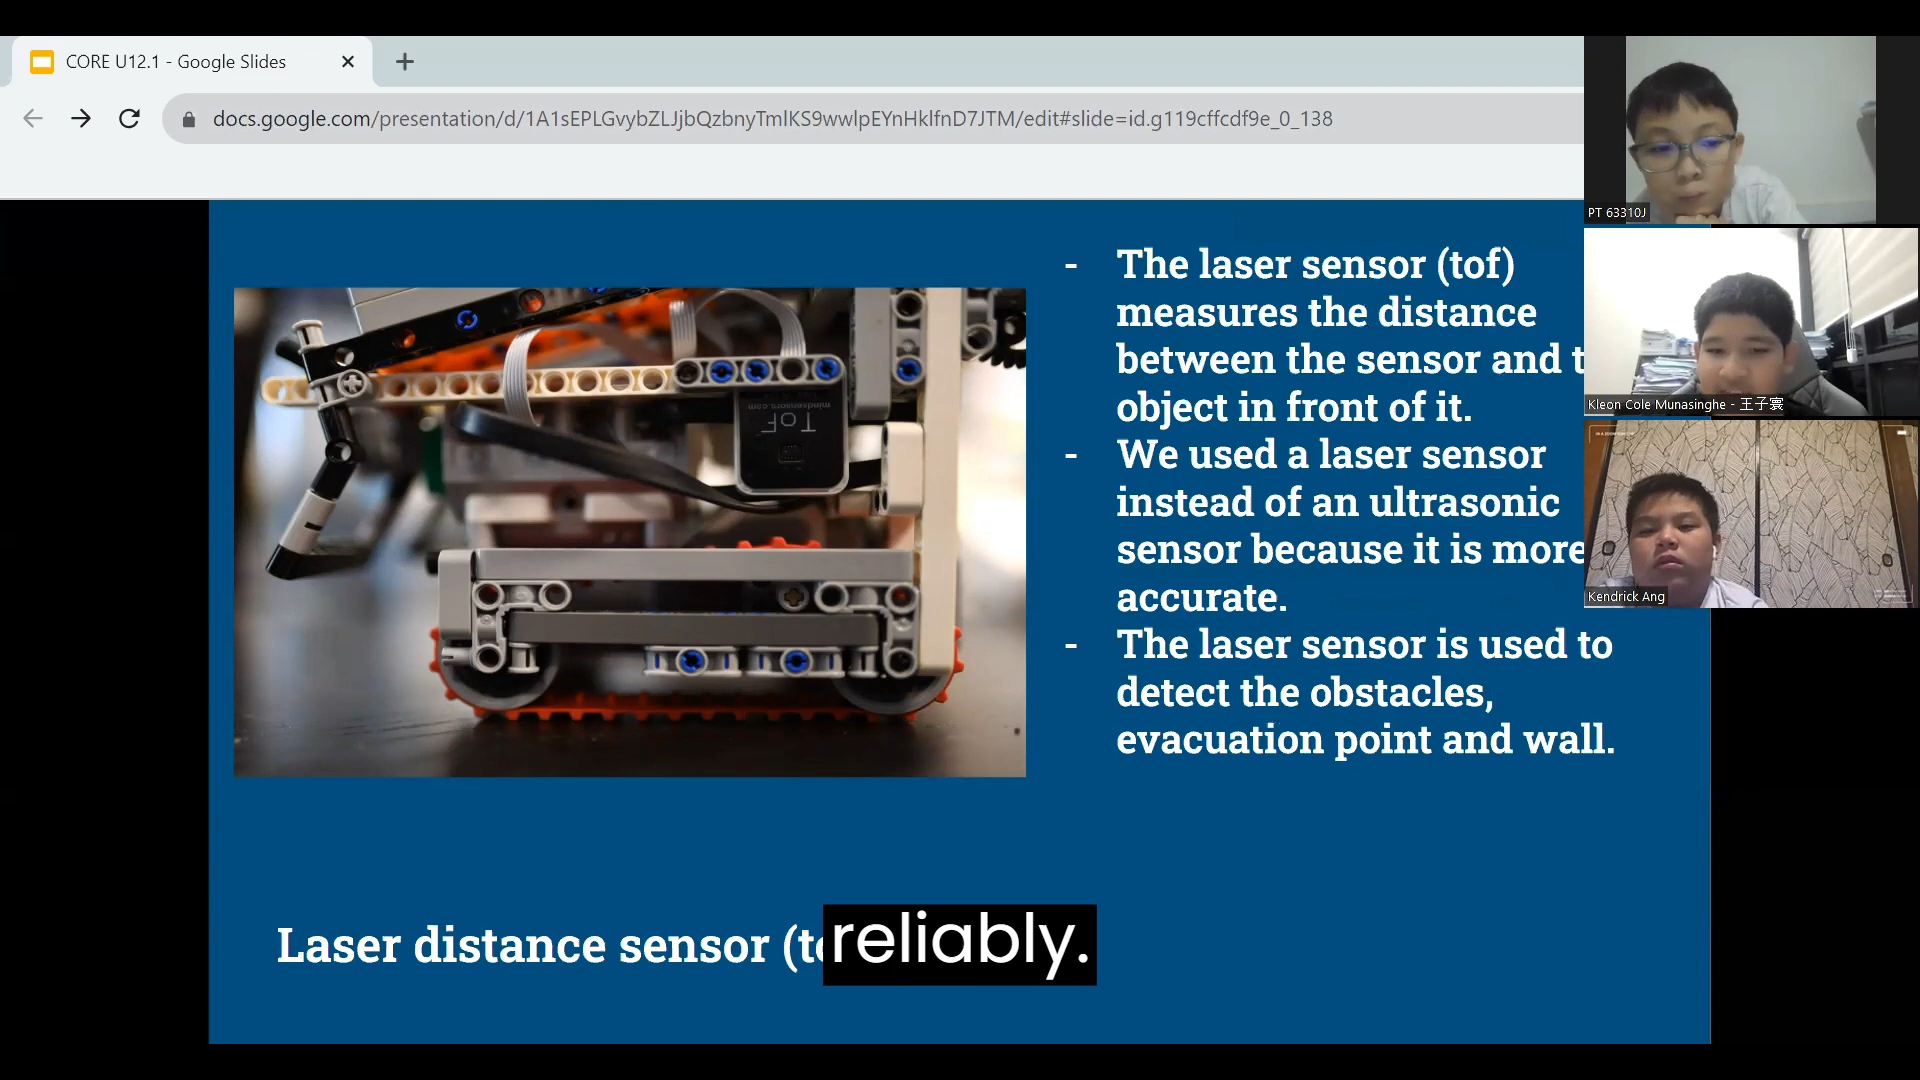 CORE U12.1 - Google Slides
docs.google.com/presentation/d/1A1sEPLGvybZLJjbQzbnyTmlKS9wwlpEYnHklfnD7JTM/edit#slide=id.g119cffcdf9e_0_138
PT 63310J
Kleon Cole Munasinghe - 王子寰
Kendrick Ang
mindsensors.com
ToF
- The laser sensor (tof)
measures the distance
between the sensor and t
object in front of it.
- We used a laser sensor
instead of an ultrasonic
sensor because it is more
accurate.
- The laser sensor is used to
detect the obstacles,
evacuation point and wall.
Laser distance sensor (to
reliably.